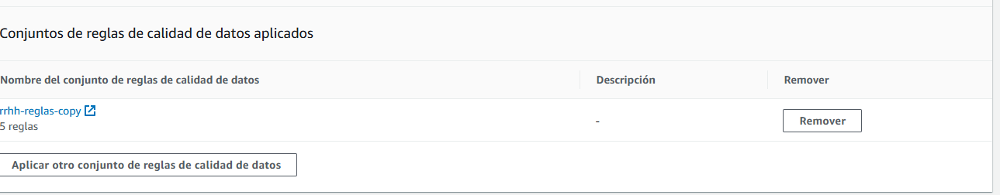 Conjuntos de reglas de calidad de datos aplicados
Nombre del conjunto de reglas de calidad de datos Descripción Remover
rrhh-reglas-copy
5 reglas
- Remover
Aplicar otro conjunto de reglas de calidad de datos